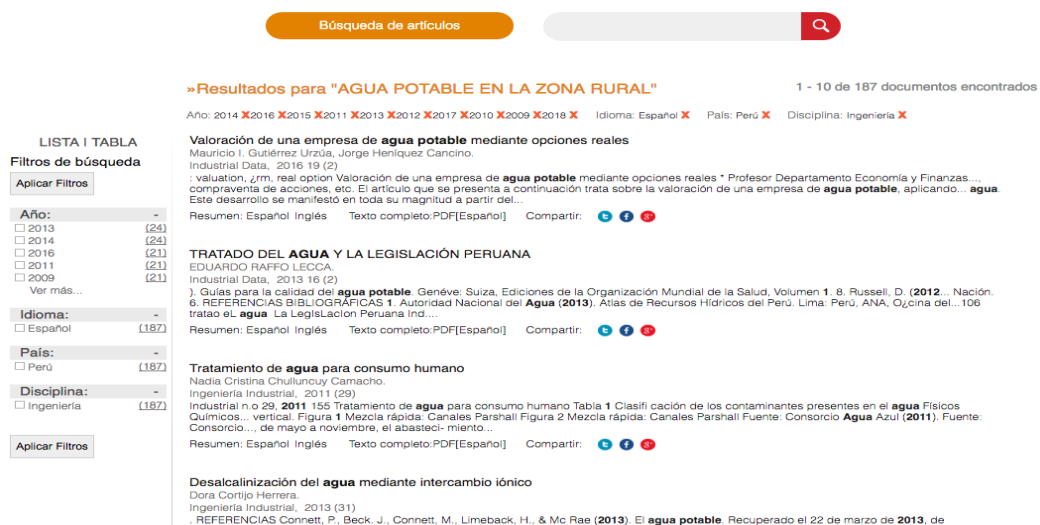 Búsqueda de artículos
»Resultados para "AGUA POTABLE EN LA ZONA RURAL"
1 - 10 de 187 documentos encontrados
Año: 2014 X2016 X2015 X2011 X2013 X2012 X2017 X2010 X2009 X2018 X Idioma: Español X País: Perú X Disciplina: Ingeniería X
LISTA I TABLA
Filtros de búsqueda
Aplicar Filtros
Año: -
2013 (24)
2014 (24)
2016 (21)
2011 (21)
2009 (21)
Ver más...
Idioma: -
Español (187)
País: -
Perú (187)
Disciplina: -
Ingeniería (187)
Aplicar Filtros
Valoración de una empresa de agua potable mediante opciones reales
Mauricio I. Gutiérrez Urzúa, Jorge Heníquez Cancino.
Industrial Data, 2016 19 (2)
: valuation, ¿rm, real option Valoración de una empresa de agua potable mediante opciones reales * Profesor Departamento Economía y Finanzas...,
compraventa de acciones, etc. El artículo que se presenta a continuación trata sobre la valoración de una empresa de agua potable, aplicando... agua.
Este desarrollo se manifestó en toda su magnitud a partir del...
Resumen: Español Inglés Texto completo:PDF[Español] Compartir:
TRATADO DEL AGUA Y LA LEGISLACIÓN PERUANA
EDUARDO RAFFO LECCA.
Industrial Data, 2013 16 (2)
). Guías para la calidad del agua potable. Genéve: Suiza, Ediciones de la Organización Mundial de la Salud, Volumen 1. 8. Russell, D. (2012... Nación.
6. REFERENCIAS BIBLIOGRÁFICAS 1. Autoridad Nacional del Agua (2013). Atlas de Recursos Hídricos del Perú. Lima: Perú, ANA, O¿cina del...106
tratao eL agua La LegIsLacIon Peruana Ind....
Resumen: Español Inglés Texto completo:PDF[Español] Compartir:
Tratamiento de agua para consumo humano
Nadia Cristina Chulluncuy Camacho.
Ingeniería Industrial, 2011 (29)
Industrial n.o 29, 2011 155 Tratamiento de agua para consumo humano Tabla 1 Clasifi cación de los contaminantes presentes en el agua Físicos
Químicos... vertical. Figura 1 Mezcla rápida: Canales Parshall Figura 2 Mezcla rápida: Canales Parshall Fuente: Consorcio Agua Azul (2011). Fuente:
Consorcio..., de mayo a noviembre, el abasteci- miento...
Resumen: Español Inglés Texto completo:PDF[Español] Compartir:
Desalcalinización del agua mediante intercambio iónico
Dora Cortijo Herrera.
Ingeniería Industrial, 2013 (31)
. REFERENCIAS Connett, P., Beck. J., Connett, M., Limeback, H., & Mc Rae (2013). El agua potable. Recuperado el 22 de marzo de 2013, de